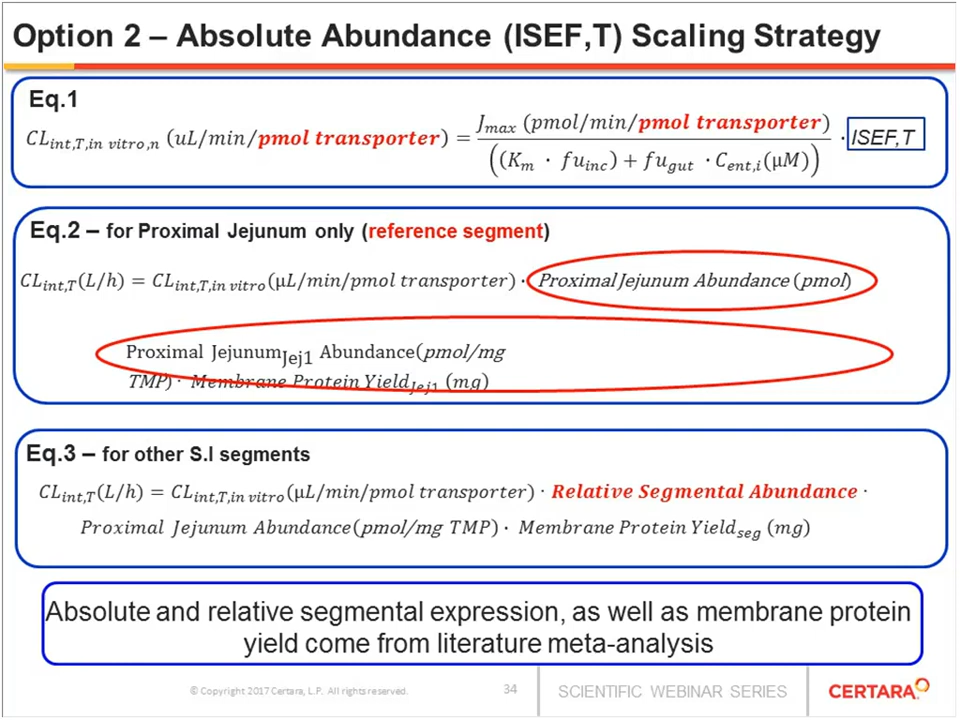 Option 2 – Absolute Abundance (ISEF,T) Scaling Strategy
Eq.1
CL_int,T,in vitro,n (uL/min/pmol transporter) = J_max (pmol/min/pmol transporter) / ((K_m · fu_inc) + fu_gut · C_ent,i(µM)) · ISEF,T
Eq.2 – for Proximal Jejunum only (reference segment)
CL_int,T(L/h) = CL_int,T,in vitro(µL/min/pmol transporter) · Proximal Jejunum Abundance (pmol)
Proximal Jejunum_Jej1 Abundance(pmol/mg
TMP) · Membrane Protein Yield_Jej1 (mg)
Eq.3 – for other S.I segments
CL_int,T(L/h) = CL_int,T,in vitro(µL/min/pmol transporter) · Relative Segmental Abundance ·
Proximal Jejunum Abundance(pmol/mg TMP) · Membrane Protein Yield_seg (mg)
Absolute and relative segmental expression, as well as membrane protein
yield come from literature meta-analysis
© Copyright 2017 Certara, L.P. All rights reserved.
34
SCIENTIFIC WEBINAR SERIES
CERTARA